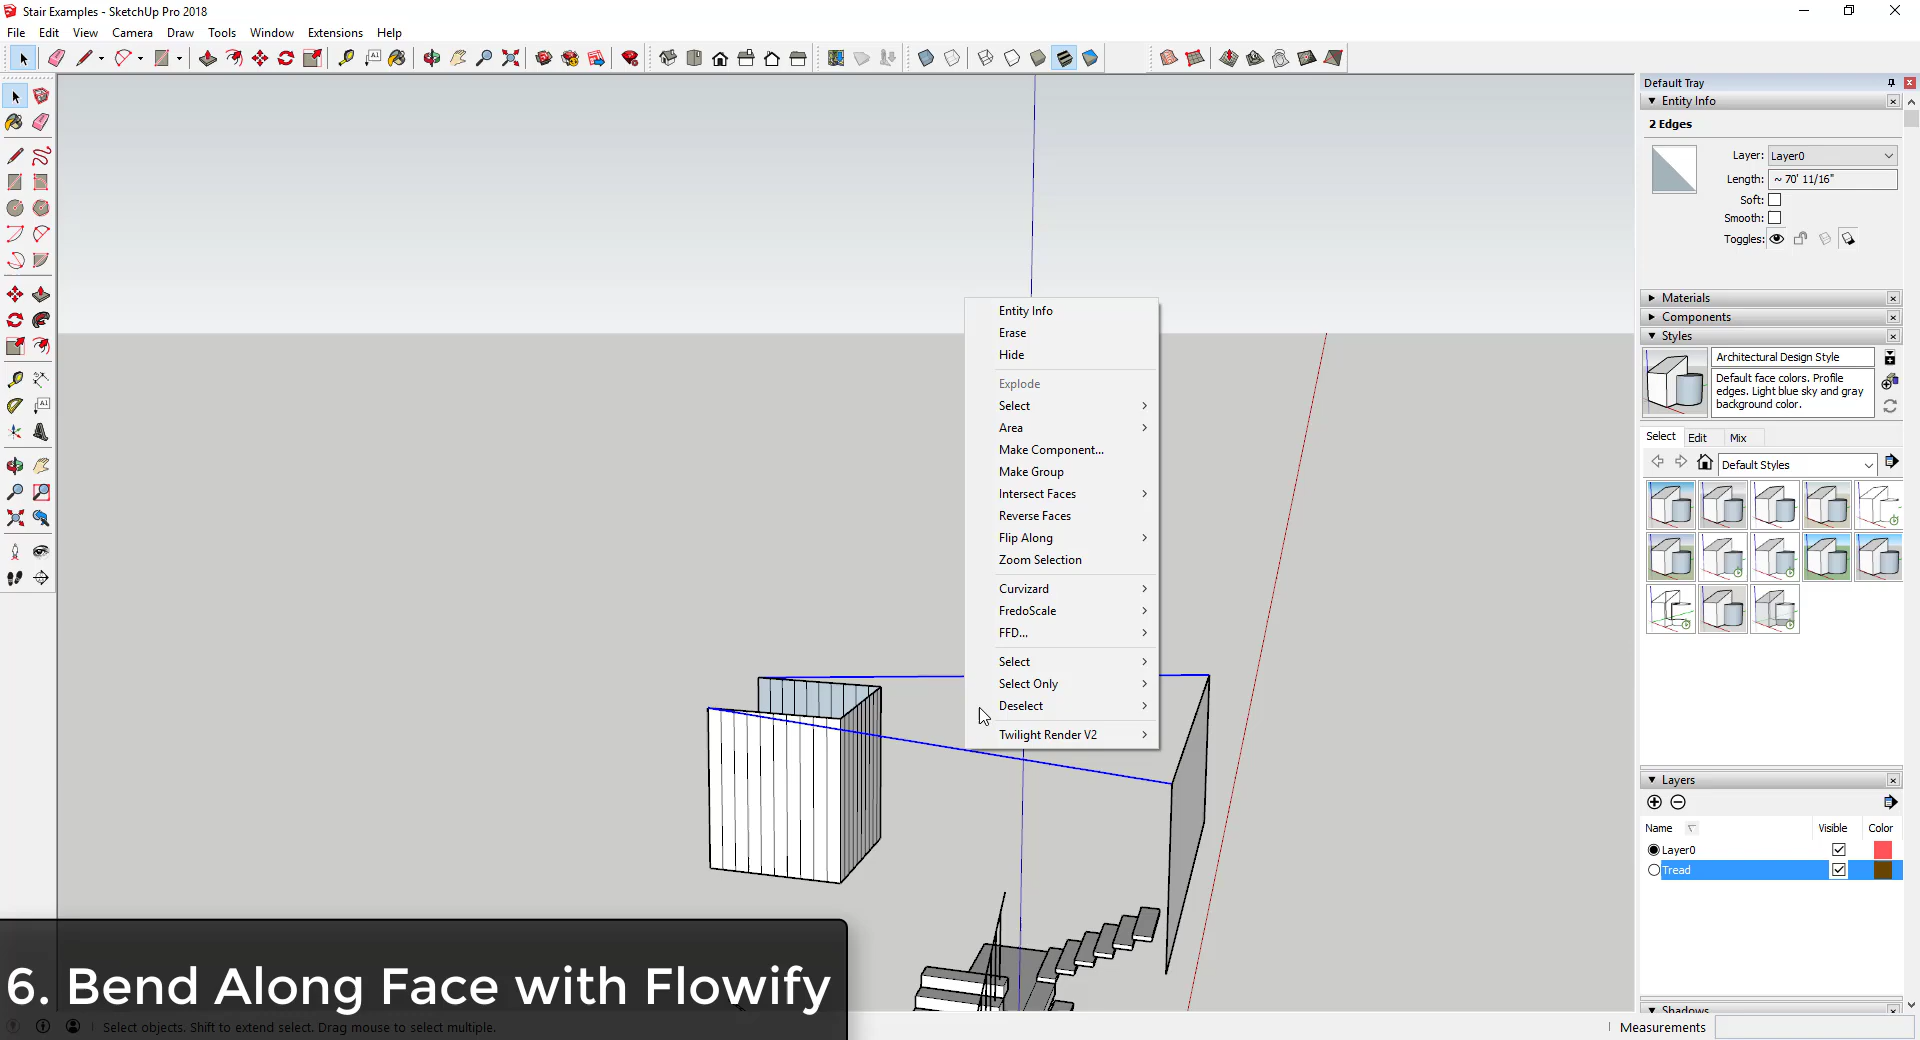 Stair Examples - SketchUp Pro 2018
File Edit View Camera Draw Tools Window Extensions Help
Default Tray
Entity Info
2 Edges
Layer: Layer0
Length: ~ 70' 11/16"
Soft:
Smooth:
Toggles:
Materials
Components
Styles
Architectural Design Style
Default face colors. Profile
edges. Light blue sky and gray
background color.
Select Edit Mix
Default Styles
Layers
Name Visible Color
Layer0
Tread
Shadows
Entity Info
Erase
Hide
Explode
Select
Area
Make Component...
Make Group
Intersect Faces
Reverse Faces
Flip Along
Zoom Selection
Curvizard
FredoScale
FFD...
Select
Select Only
Deselect
Twilight Render V2
6. Bend Along Face with Flowify
Select objects. Shift to extend select. Drag mouse to select multiple.
Measurements